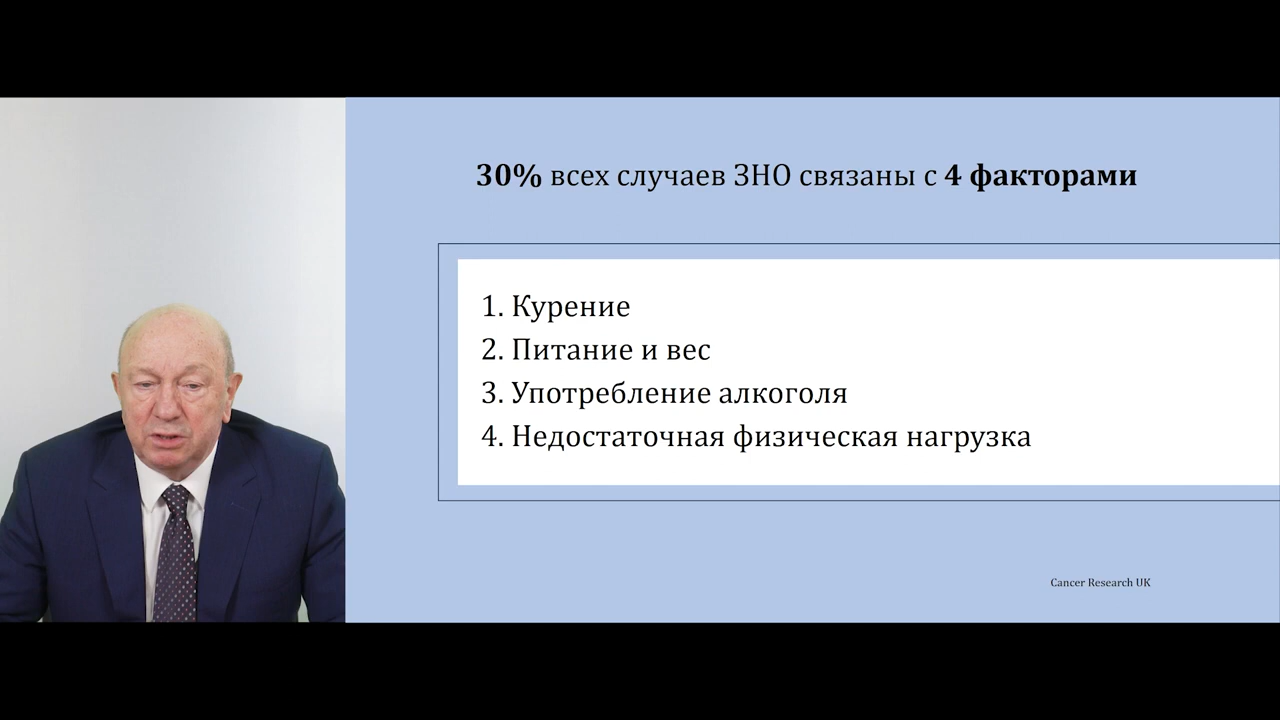 30% всех случаев ЗНО связаны с 4 факторами
1. Курение
2. Питание и вес
3. Употребление алкоголя
4. Недостаточная физическая нагрузка
Cancer Research UK